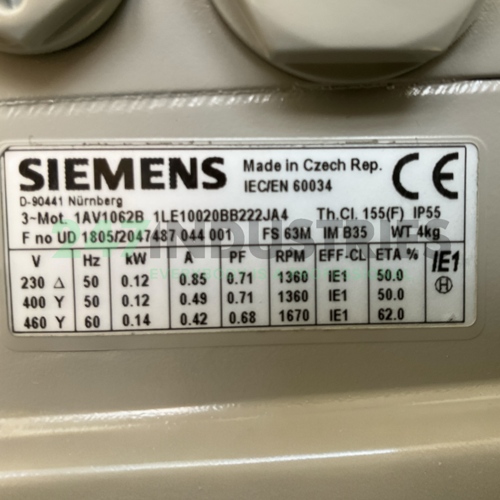 SIEMENS
Made in Czech Rep.
IEC/EN 60034
CE
D-90441 Nürnberg
3~Mot. 1AV1062B 1LE10020BB222JA4 Th.Cl. 155(F) IP55
F no UD 1805/2047487 044 001 FS 63M IM B35 WT 4kg
V Hz kW A PF RPM EFF-CL ETA % IE1
230 Δ 50 0.12 0.85 0.71 1360 IE1 50.0
400 Y 50 0.12 0.49 0.71 1360 IE1 50.0
460 Y 60 0.14 0.42 0.68 1670 IE1 62.0
H
INDUSTRIES